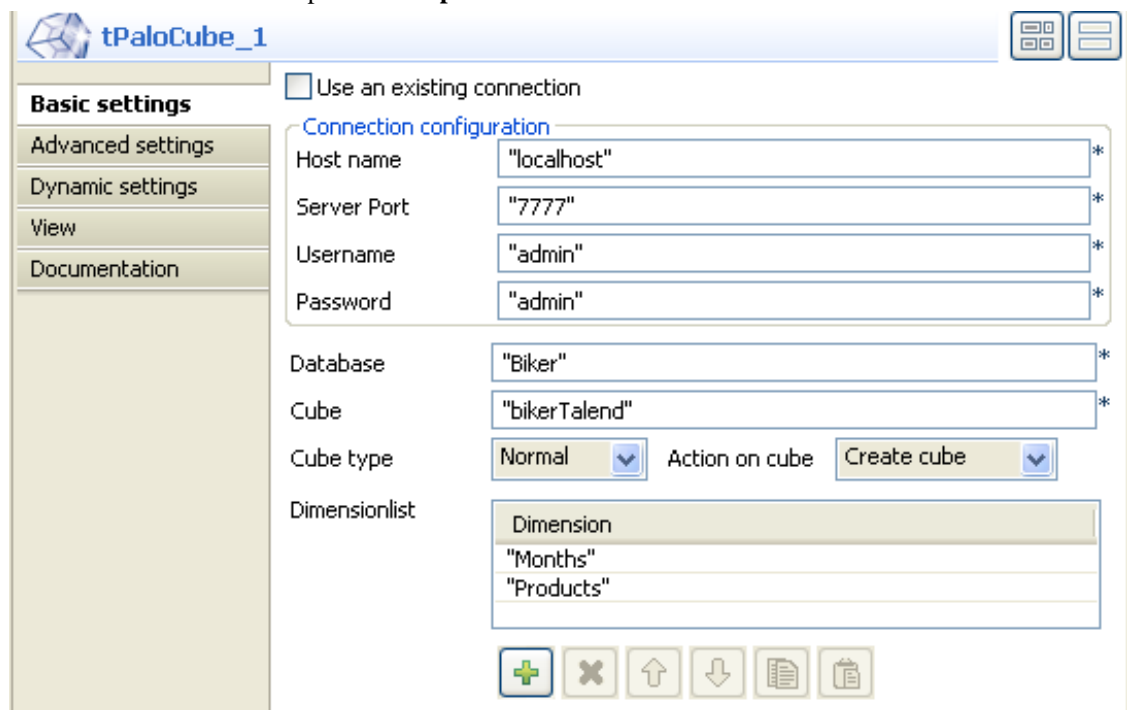 tPaloCube_1
Use an existing connection
Basic settings
Connection configuration
Advanced settings
Host name "localhost" *
Dynamic settings
Server Port "7777" *
View
Username "admin" *
Documentation
Password "admin" *
Database "Biker" *
Cube "bikerTalend" *
Cube type Normal Action on cube Create cube
Dimensionlist
Dimension
"Months"
"Products"